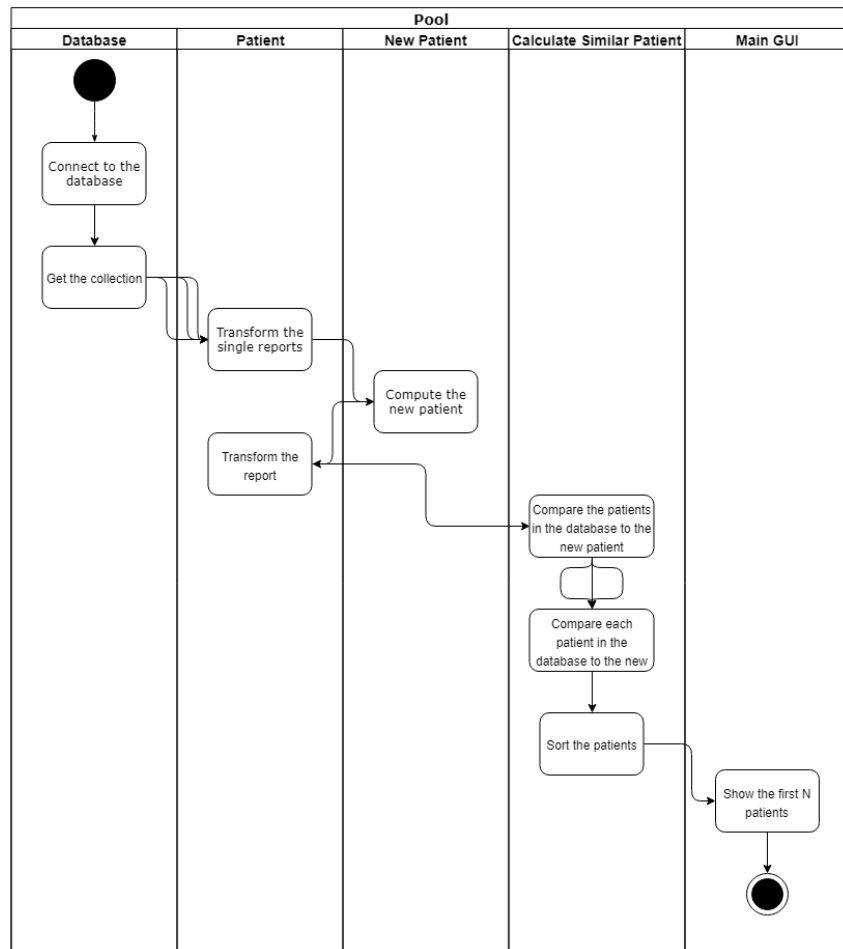 Pool
Database
Patient
New Patient
Calculate Similar Patient
Main GUI
Connect to the
database
Get the collection
Transform the
single reports
Compute the
new patient
Transform the
report
Compare the patients
in the database to the
new patient
Compare each
patient in the
database to the new
Sort the patients
Show the first N
patients